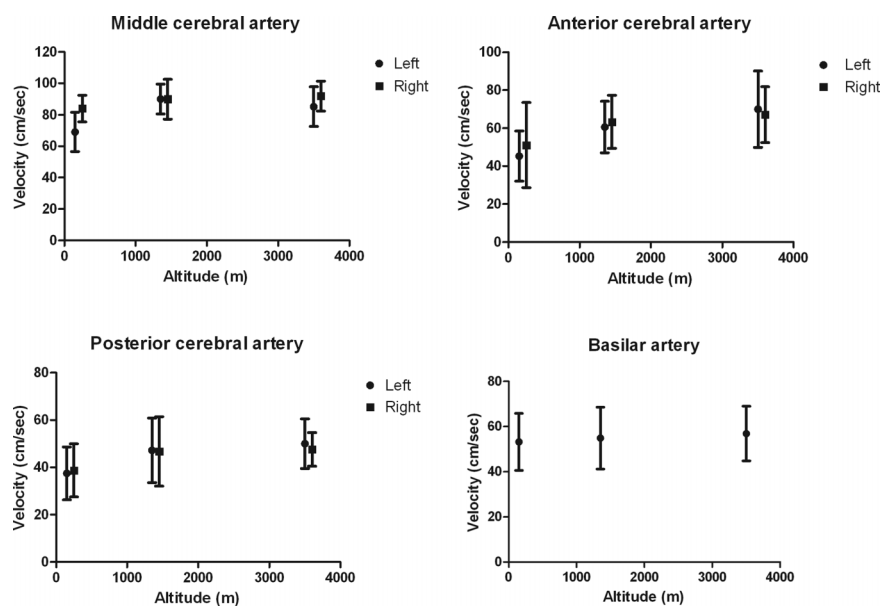 Middle cerebral artery
Velocity (cm/sec)
120
100
80
60
40
20
0
0 1000 2000 3000 4000
Altitude (m)
Left
Right
Anterior cerebral artery
Velocity (cm/sec)
100
80
60
40
20
0
0 1000 2000 3000 4000
Altitude (m)
Left
Right
Posterior cerebral artery
Velocity (cm/sec)
80
60
40
20
0
0 1000 2000 3000 4000
Altitude (m)
Left
Right
Basilar artery
Velocity (cm/sec)
80
60
40
20
0
0 1000 2000 3000 4000
Altitude (m)